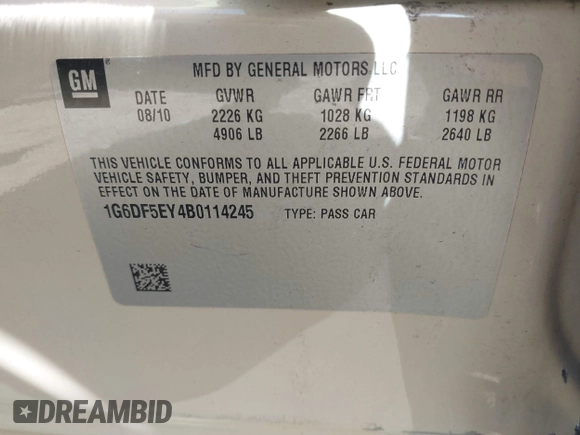 GM
MFD BY GENERAL MOTORS LLC
DATE GVWR GAWR FRT GAWR RR
08/10 2226 KG 1028 KG 1198 KG
4906 LB 2266 LB 2640 LB
THIS VEHICLE CONFORMS TO ALL APPLICABLE U.S. FEDERAL MOTOR
VEHICLE SAFETY, BUMPER, AND THEFT PREVENTION STANDARDS
IN EFFECT ON THE DATE OF MANUFACTURE SHOWN ABOVE.
1G6DF5EY4B0114245 TYPE: PASS CAR
DREAMBID